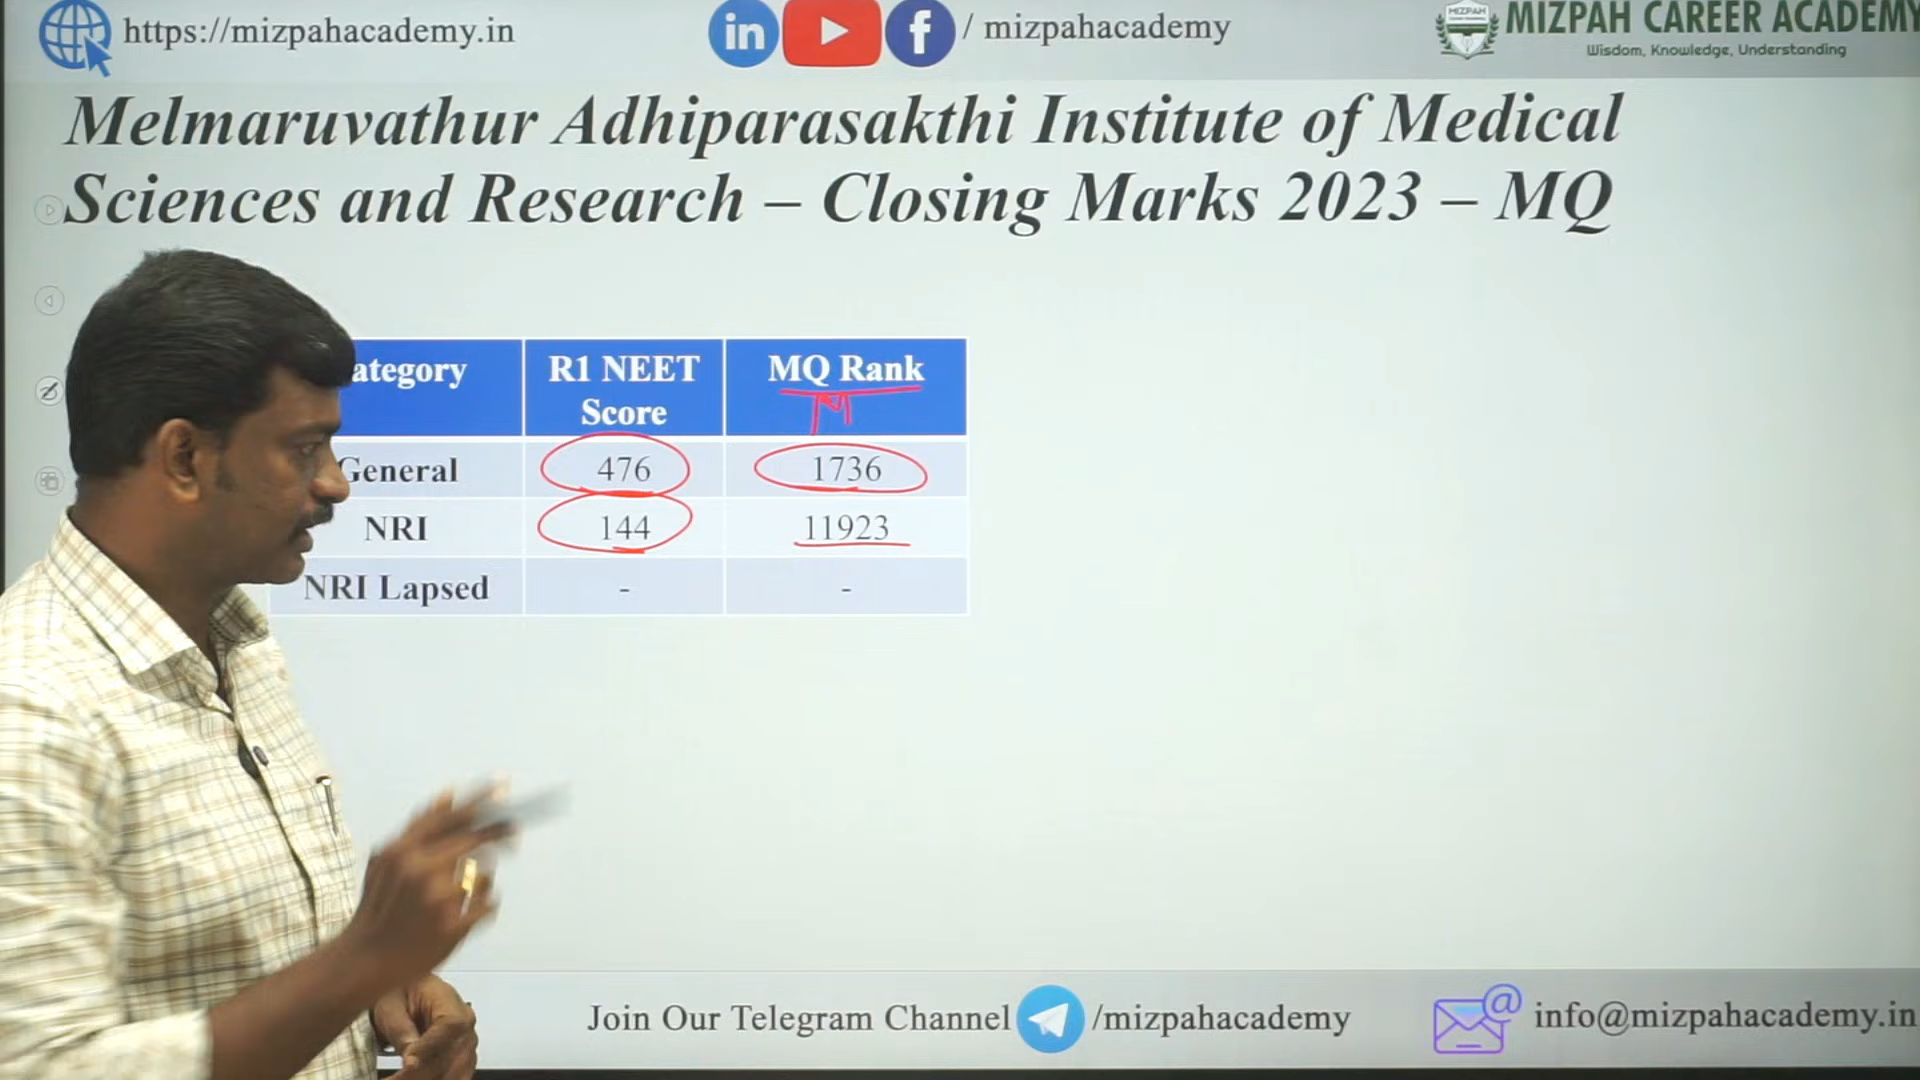 https://mizpahacademy.in
in f / mizpahacademy
MIZPAH
MIZPAH CAREER ACADEMY
Wisdom, Knowledge, Understanding
Melmaruvathur Adhiparasakthi Institute of Medical
Sciences and Research – Closing Marks 2023 – MQ
ategory
R1 NEET
Score
MQ Rank
M
General
476
1736
NRI
144
11923
NRI Lapsed
-
-
Join Our Telegram Channel /mizpahacademy
@ info@mizpahacademy.in